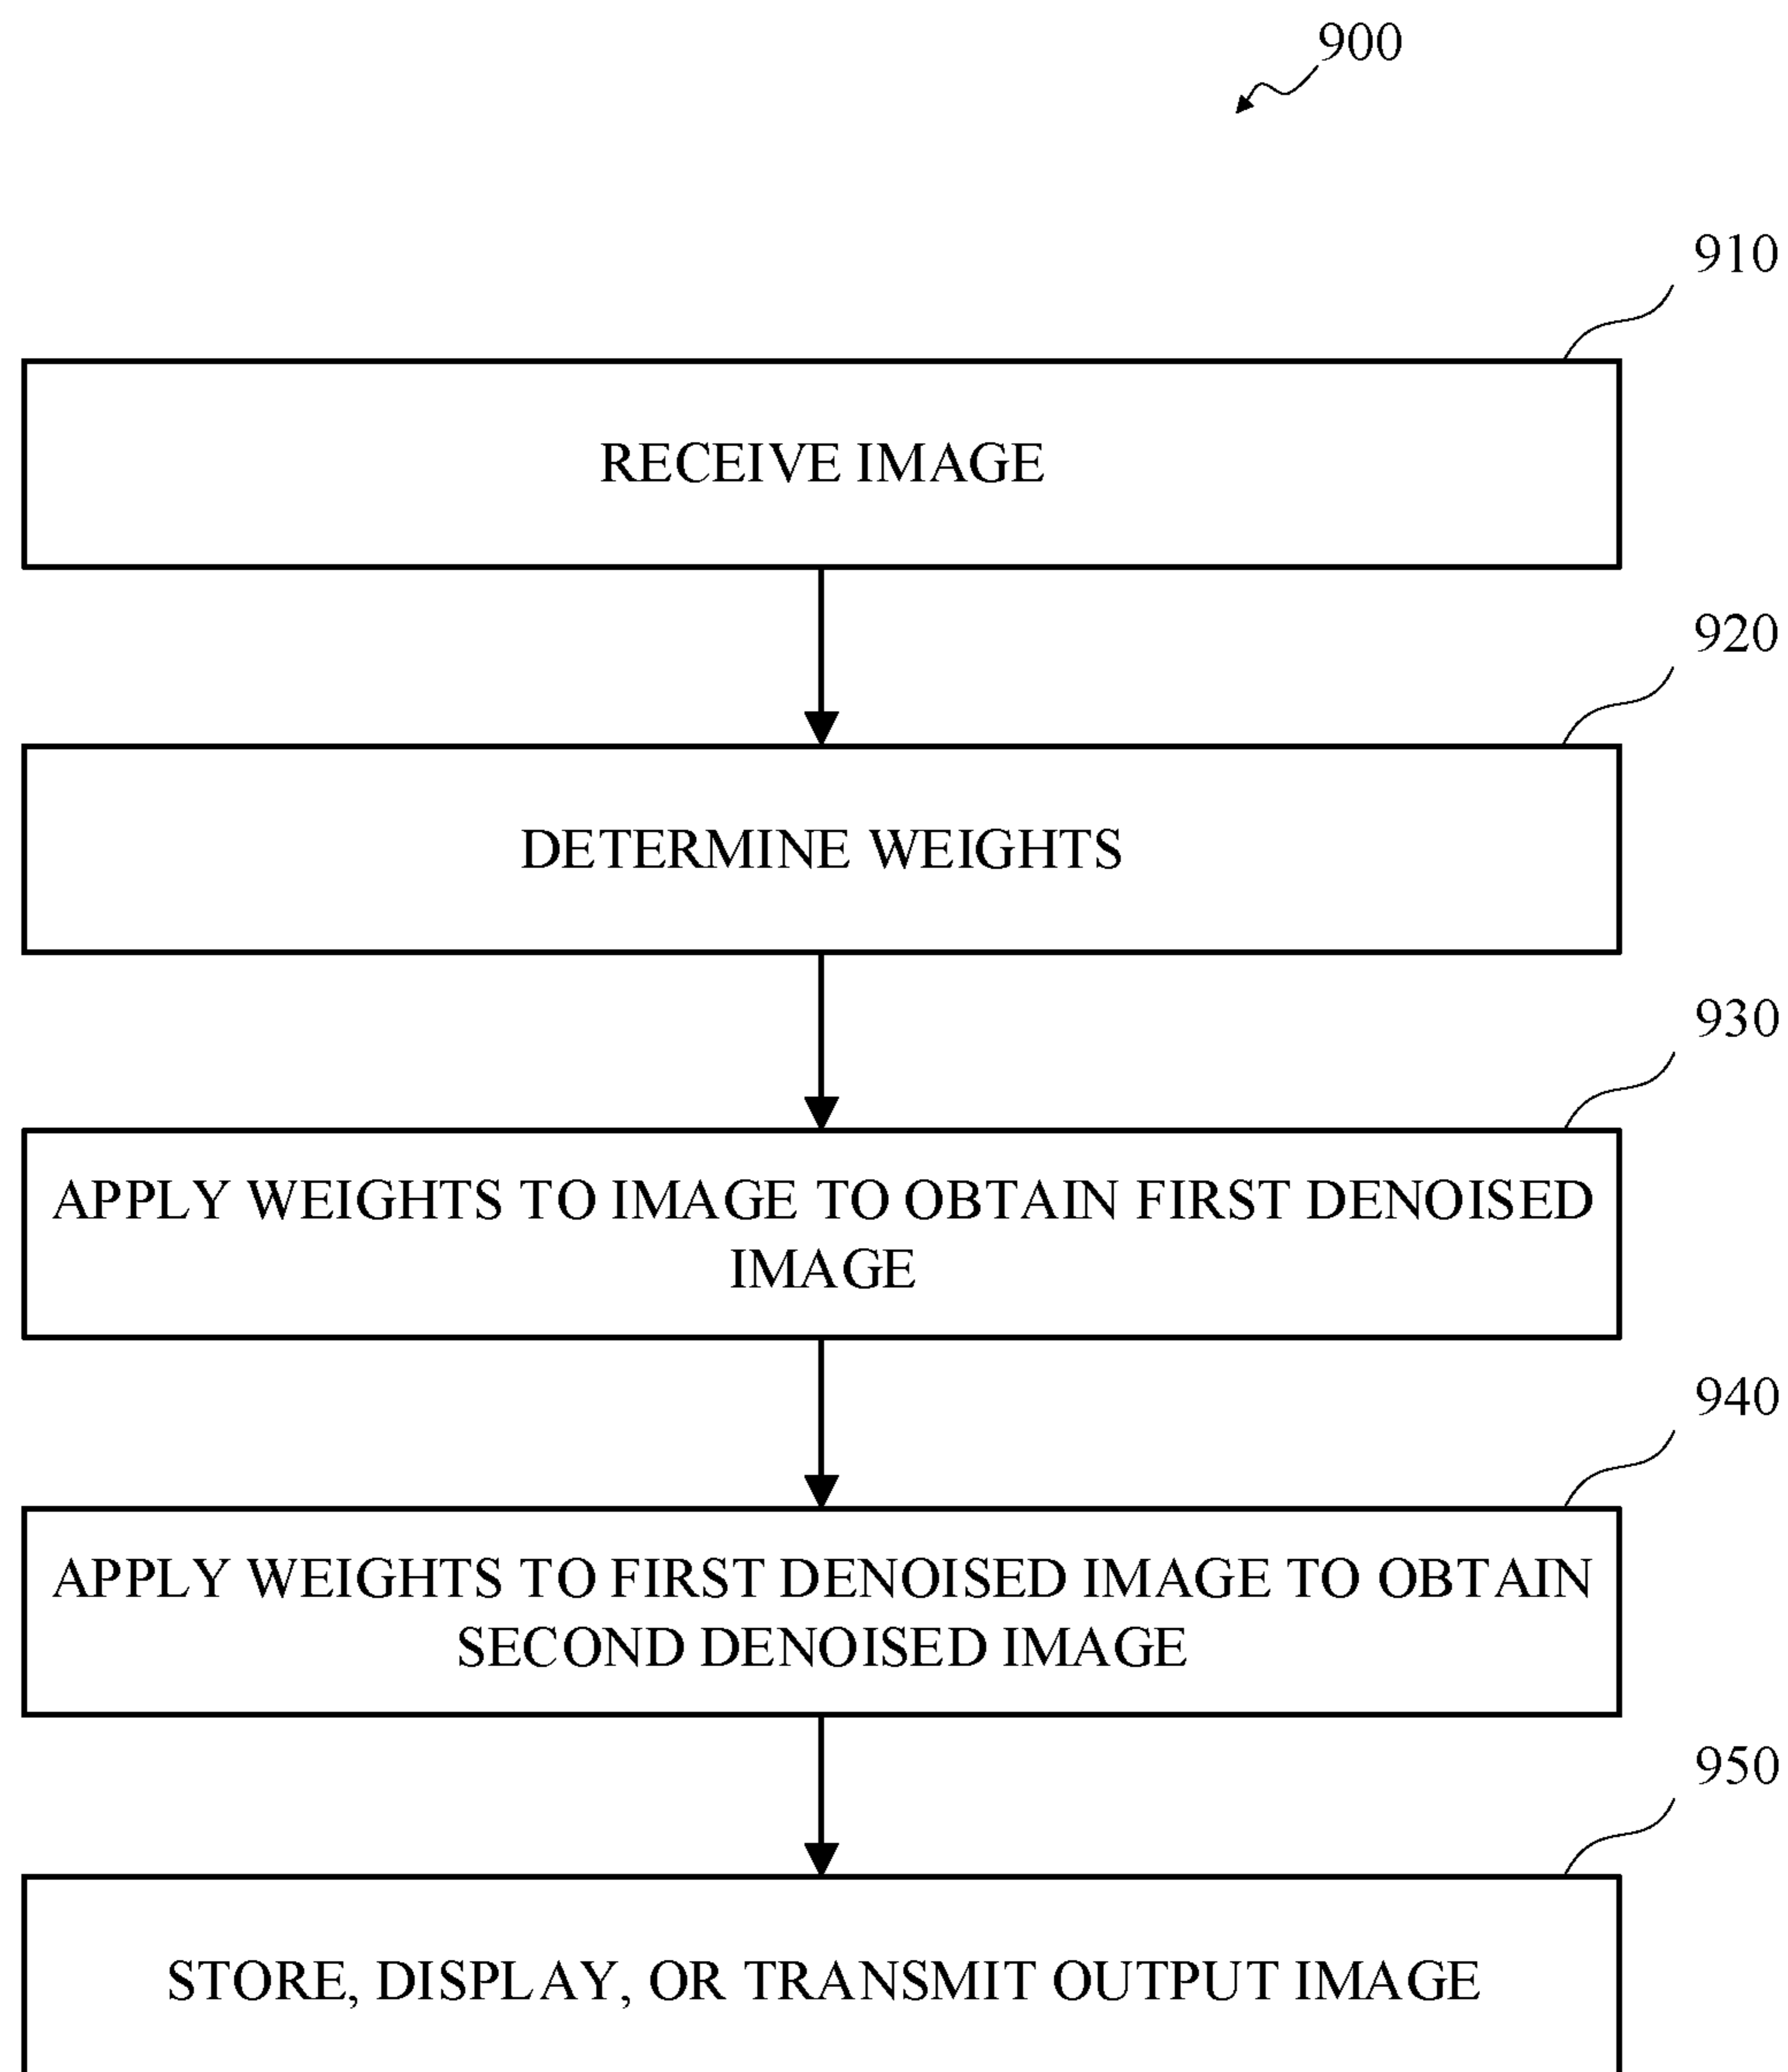 900
910
RECEIVE IMAGE
920
DETERMINE WEIGHTS
930
APPLY WEIGHTS TO IMAGE TO OBTAIN FIRST DENOISED
IMAGE
940
APPLY WEIGHTS TO FIRST DENOISED IMAGE TO OBTAIN
SECOND DENOISED IMAGE
950
STORE, DISPLAY, OR TRANSMIT OUTPUT IMAGE